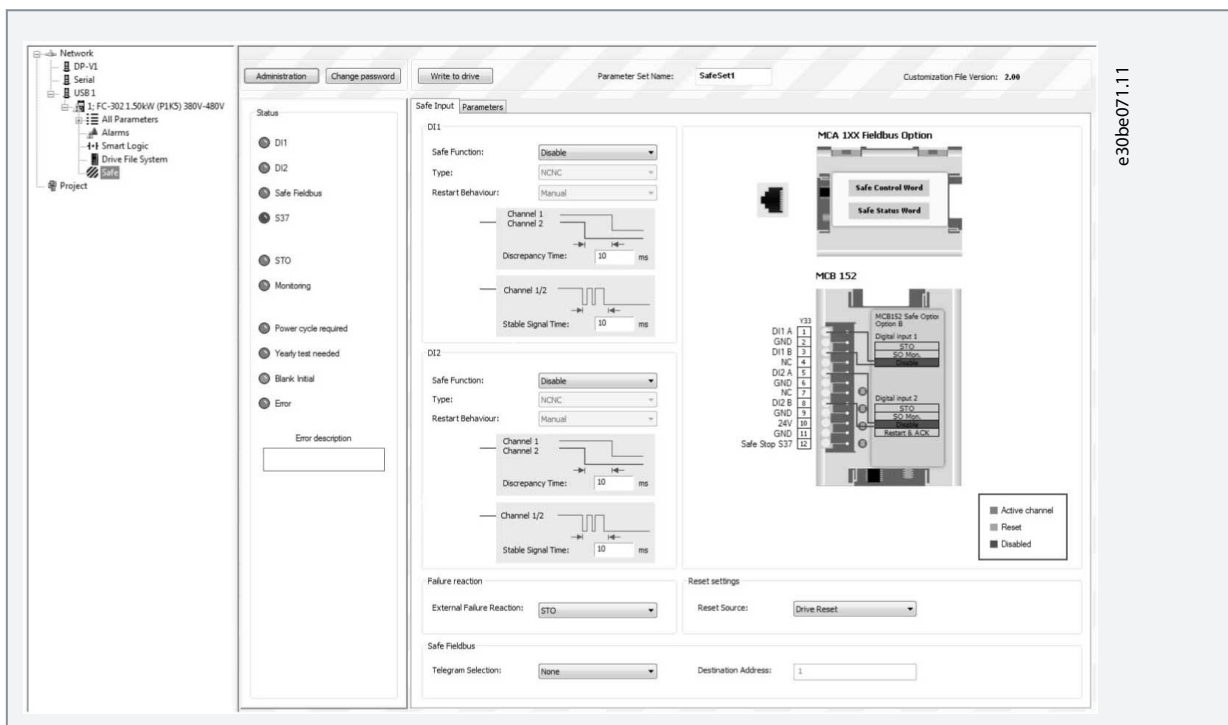 Network
DP-V1
Serial
USB 1
1; FC-302 1.50kW (P1K5) 380V-480V
All Parameters
Alarms
Smart Logic
Drive File System
Safe
Project
Administration
Change password
Write to drive
Parameter Set Name:
SafeSet1
Customization File Version: 2.00
Status
DI1
DI2
Safe Fieldbus
S37
STO
Monitoring
Power cycle required
Yearly test needed
Blank Initial
Error
Error description
Safe Input
Parameters
DI1
Safe Function: Disable
Type: NCNC
Restart Behaviour: Manual
Channel 1
Channel 2
Discrepancy Time: 10 ms
Channel 1/2
Stable Signal Time: 10 ms
DI2
Safe Function: Disable
Type: NCNC
Restart Behaviour: Manual
Channel 1
Channel 2
Discrepancy Time: 10 ms
Channel 1/2
Stable Signal Time: 10 ms
MCA 1XX Fieldbus Option
Safe Control Word
Safe Status Word
MCB 152
Y33
DI1 A 1
GND 2
DI1 B 3
NC 4
DI2 A 5
GND 6
NC 7
DI2 B 8
GND 9
24V 10
GND 11
Safe Stop S37 12
MCB152 Safe Option
Option B
Digital input 1
STO
SO Mon.
Disable
Digital input 2
STO
SO Mon.
Disable
Restart & ACK
Active channel
Reset
Disabled
Failure reaction
External Failure Reaction: STO
Reset settings
Reset Source: Drive Reset
Safe Fieldbus
Telegram Selection: None
Destination Address: 1
e30be071.11